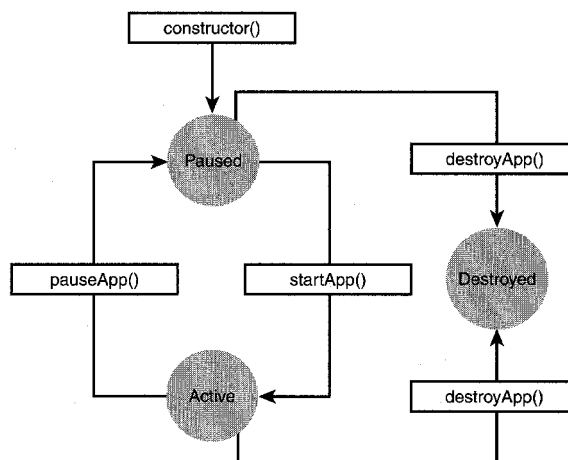 constructor()
Paused
destroyApp()
pauseApp()
startApp()
Destroyed
Active
destroyApp()